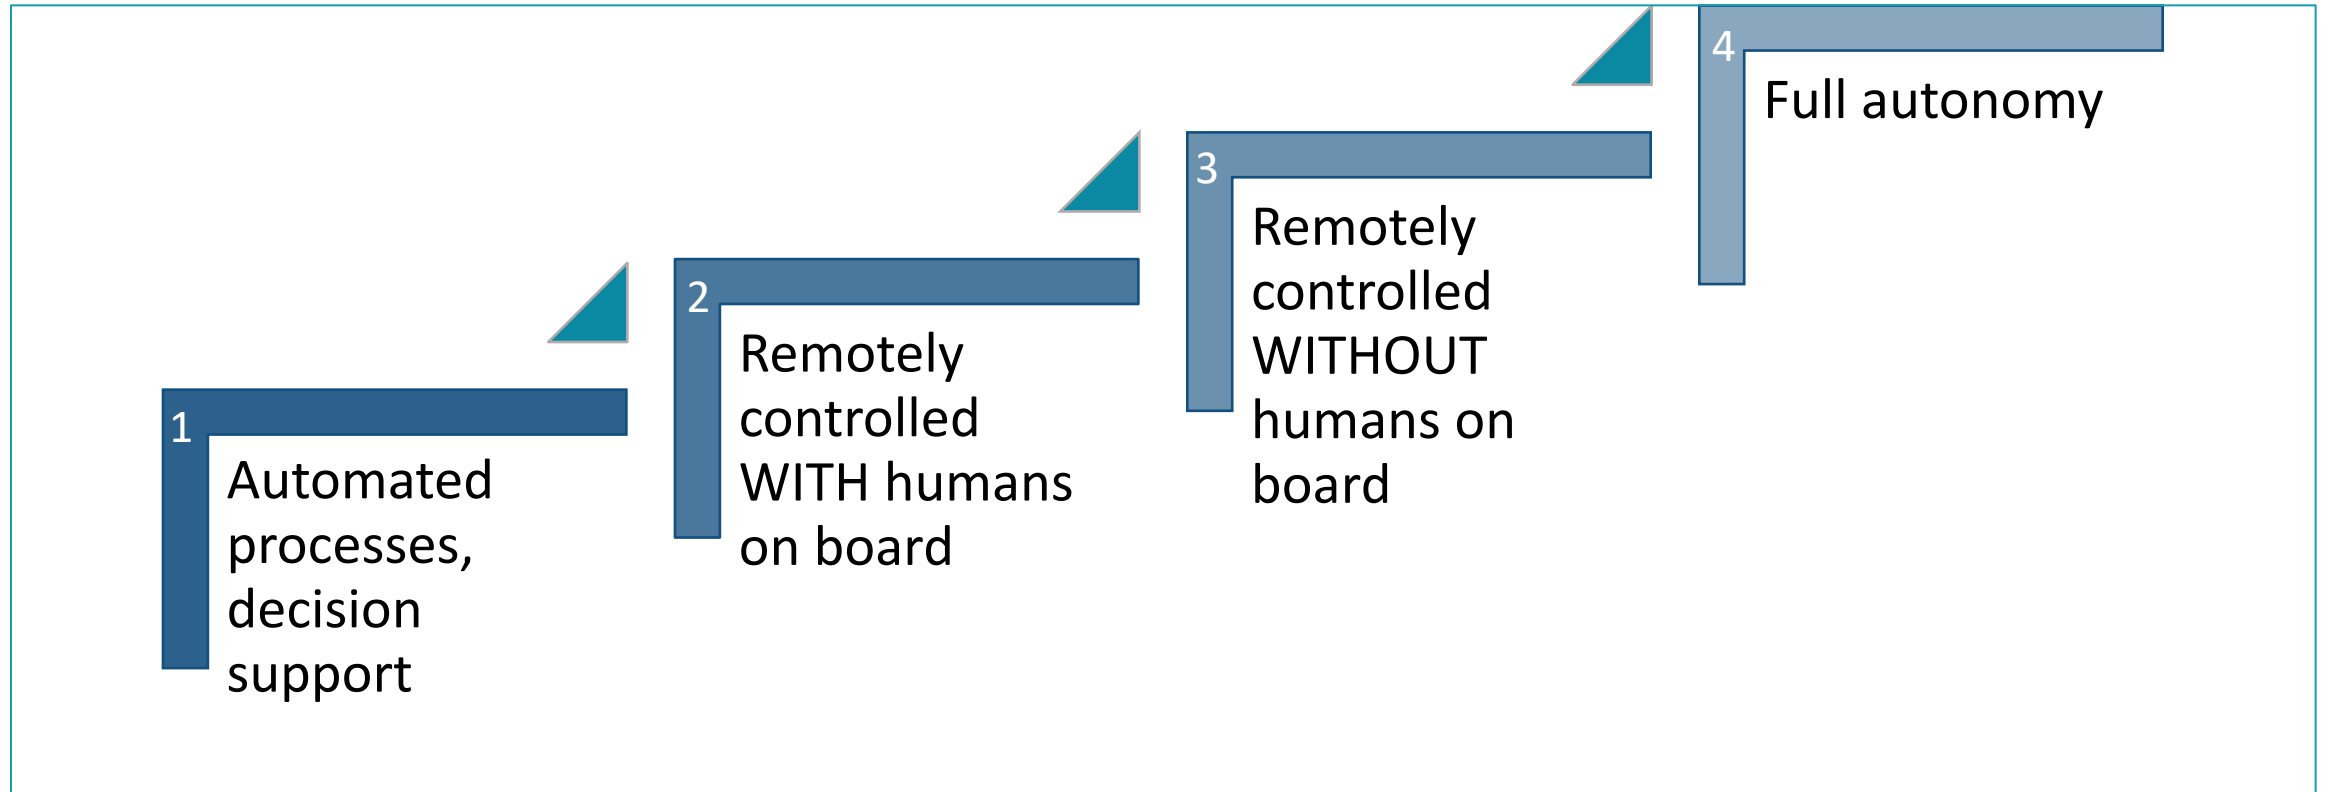 1
Automated
processes,
decision
support
2
Remotely
controlled
WITH humans
on board
3
Remotely
controlled
WITHOUT
humans on
board
4
Full autonomy